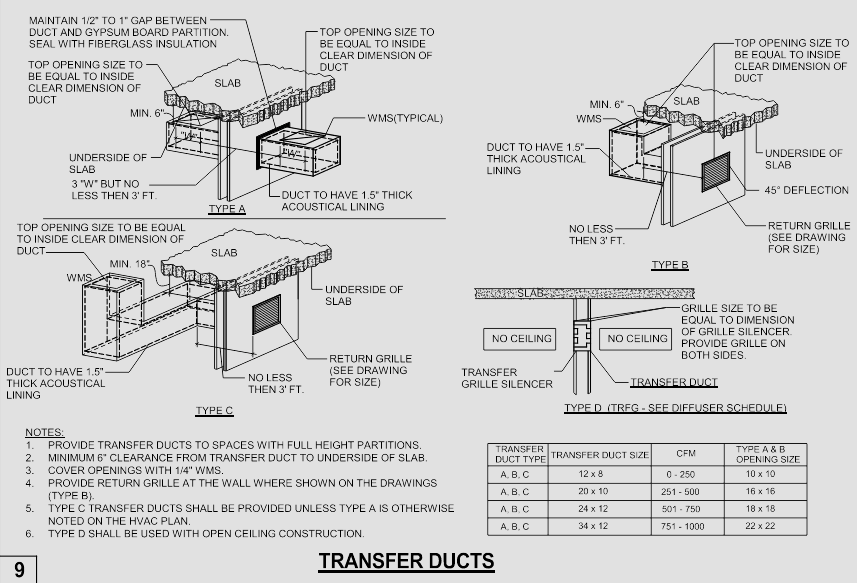 MAINTAIN 1/2" TO 1" GAP BETWEEN
DUCT AND GYPSUM BOARD PARTITION.
SEAL WITH FIBERGLASS INSULATION
TOP OPENING SIZE TO
BE EQUAL TO INSIDE
CLEAR DIMENSION OF
DUCT
TOP OPENING SIZE TO
BE EQUAL TO INSIDE
CLEAR DIMENSION OF
DUCT
SLAB
MIN. 6"
WMS(TYPICAL)
"W"
"W"
UNDERSIDE OF
SLAB
3 "W" BUT NO
LESS THEN 3' FT.
DUCT TO HAVE 1.5" THICK
ACOUSTICAL LINING
TYPE A
TOP OPENING SIZE TO
BE EQUAL TO INSIDE
CLEAR DIMENSION OF
DUCT
MIN. 6"
SLAB
WMS
DUCT TO HAVE 1.5"
THICK ACOUSTICAL
LINING
UNDERSIDE OF
SLAB
45° DEFLECTION
NO LESS
THEN 3' FT.
RETURN GRILLE
(SEE DRAWING
FOR SIZE)
TYPE B
TOP OPENING SIZE TO BE EQUAL
TO INSIDE CLEAR DIMENSION OF
DUCT
SLAB
MIN. 18"
WMS
UNDERSIDE OF
SLAB
DUCT TO HAVE 1.5"
THICK ACOUSTICAL
LINING
NO LESS
THEN 3' FT.
RETURN GRILLE
(SEE DRAWING
FOR SIZE)
TYPE C
SLAB
GRILLE SIZE TO BE
EQUAL TO DIMENSION
OF GRILLE SILENCER.
PROVIDE GRILLE ON
BOTH SIDES.
NO CEILING
NO CEILING
TRANSFER
GRILLE SILENCER
TRANSFER DUCT
TYPE D (TRFG - SEE DIFFUSER SCHEDULE)
NOTES:
1. PROVIDE TRANSFER DUCTS TO SPACES WITH FULL HEIGHT PARTITIONS.
2. MINIMUM 6" CLEARANCE FROM TRANSFER DUCT TO UNDERSIDE OF SLAB.
3. COVER OPENINGS WITH 1/4" WMS.
4. PROVIDE RETURN GRILLE AT THE WALL WHERE SHOWN ON THE DRAWINGS
(TYPE B).
5. TYPE C TRANSFER DUCTS SHALL BE PROVIDED UNLESS TYPE A IS OTHERWISE
NOTED ON THE HVAC PLAN.
6. TYPE D SHALL BE USED WITH OPEN CEILING CONSTRUCTION.
TRANSFER DUCT TYPE TRANSFER DUCT SIZE CFM TYPE A & B OPENING SIZE
A, B, C 12 x 8 0 - 250 10 x 10
A, B, C 20 x 10 251 - 500 16 x 16
A, B, C 24 x 12 501 - 750 18 x 18
A, B, C 34 x 12 751 - 1000 22 x 22
9
TRANSFER DUCTS